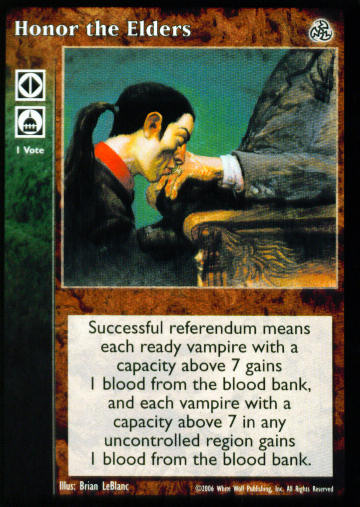 Honor the Elders
1 Vote
Successful referendum means
each ready vampire with a
capacity above 7 gains
1 blood from the blood bank,
and each vampire with a
capacity above 7 in any
uncontrolled region gains
1 blood from the blood bank.
Illus: Brian LeBlanc
©2006 White Wolf Publishing, Inc. All Rights Reserved